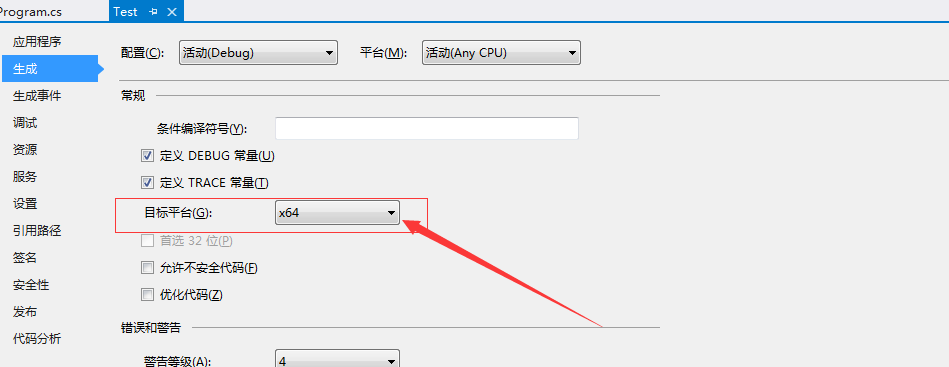 Program.cs
Test
应用程序
生成
生成事件
调试
资源
服务
设置
引用路径
签名
安全性
发布
代码分析
配置(C): 活动(Debug) 平台(M): 活动(Any CPU)
常规
条件编译符号(Y):
定义 DEBUG 常量(U)
定义 TRACE 常量(T)
目标平台(G): x64
首选 32 位(P)
允许不安全代码(F)
优化代码(Z)
错误和警告
警告等级(A): 4